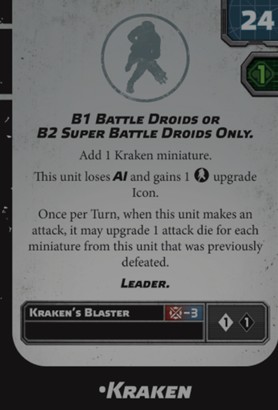 24
1
B1 BATTLE DROIDS OR
B2 SUPER BATTLE DROIDS ONLY.
Add 1 Kraken miniature.
This unit loses AI and gains 1 upgrade
Icon.
Once per Turn, when this unit makes an
attack, it may upgrade 1 attack die for each
miniature from this unit that was previously
defeated.
LEADER.
KRAKEN'S BLASTER -3 1 1
•KRAKEN